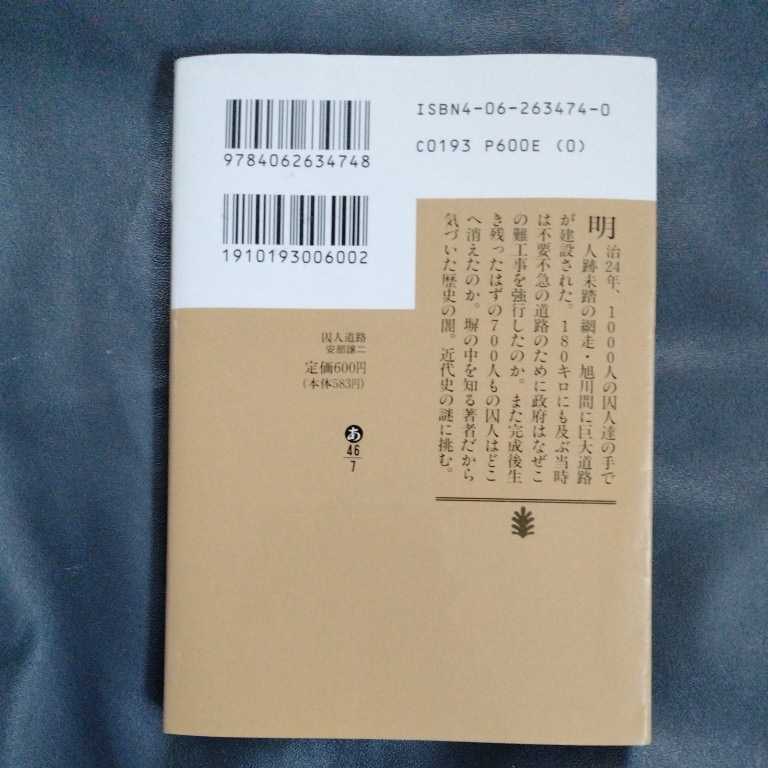 ISBN4-06-263474-0
C0193 P600E (0)
9784062634748
1910193006002
明治24年、1000人の囚人達の手で
人跡未踏の網走・旭川間に巨大道路
が建設された。180キロにも及ぶ当時
は不要不急の道路のために政府はなぜこ
の難工事を強行したのか。また完成後生
き残ったはずの700人もの囚人はどこ
へ消えたのか。塀の中を知る著者だから
気づいた歴史の闇。近代史の謎に挑む。
囚人道路
安部譲二
定価600円
(本体583円)
あ
46
7